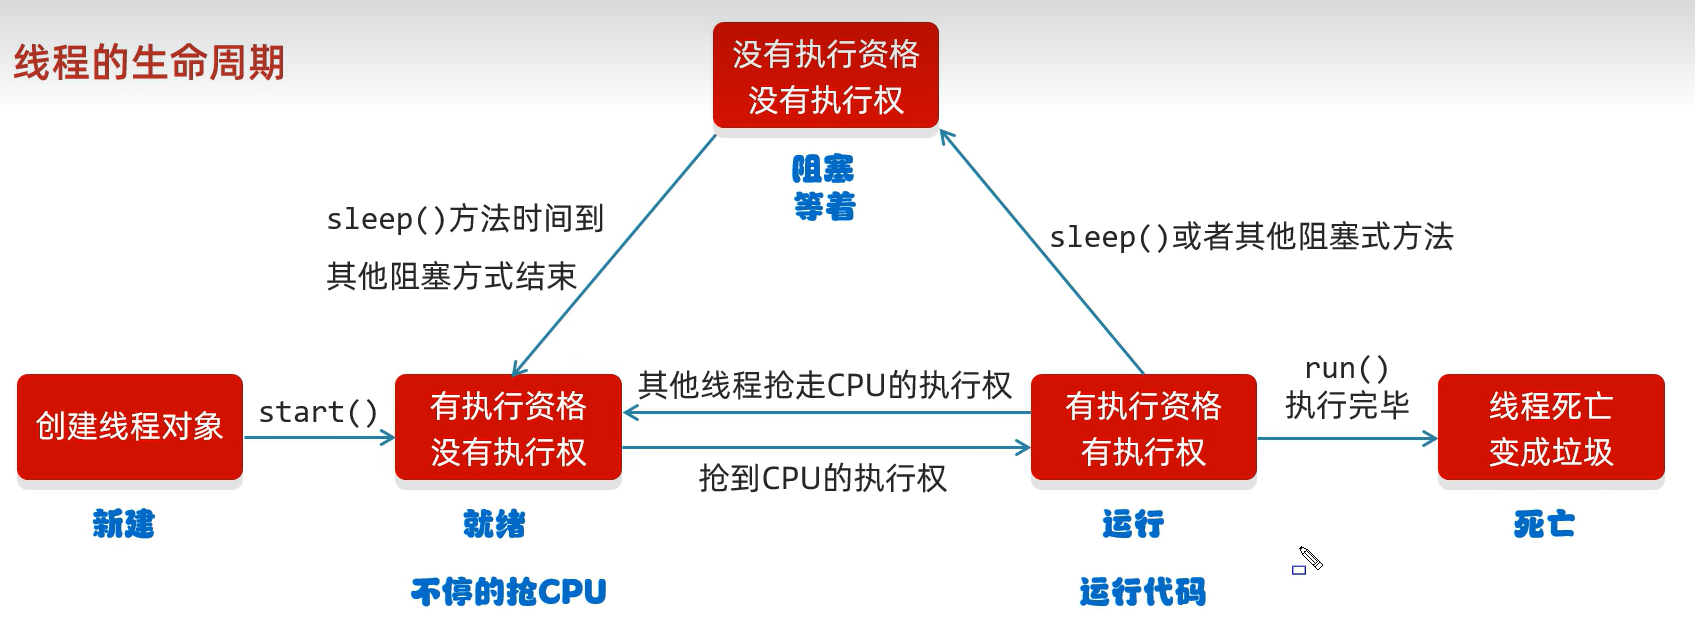 线程的生命周期
没有执行资格
没有执行权
阻塞
等着
sleep()方法时间到
其他阻塞方式结束
sleep()或者其他阻塞式方法
创建线程对象
start()
有执行资格
没有执行权
其他线程抢走CPU的执行权
抢到CPU的执行权
有执行资格
有执行权
run()
执行完毕
线程死亡
变成垃圾
新建
就绪
运行
死亡
不停的抢CPU
运行代码